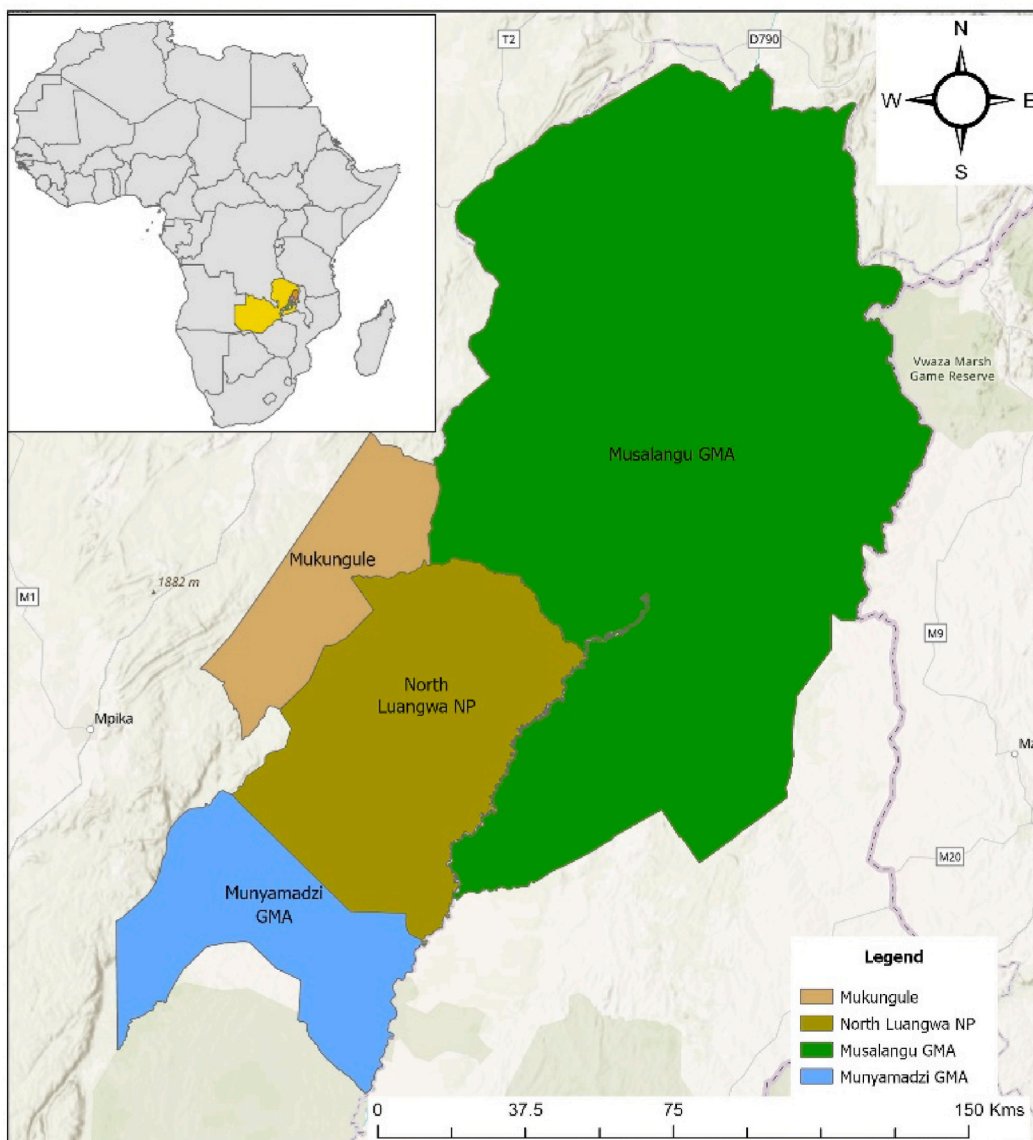 T2
D790
N
W
E
S
Vwaza Marsh
Game Reserve
Musalangu GMA
Mukungule
1882 m
M1
M9
North
Luangwa NP
Mpika
Mz
M20
Munyamadzi
GMA
Legend
Mukungule
North Luangwa NP
Musalangu GMA
Munyamadzi GMA
0
37.5
75
150 Kms